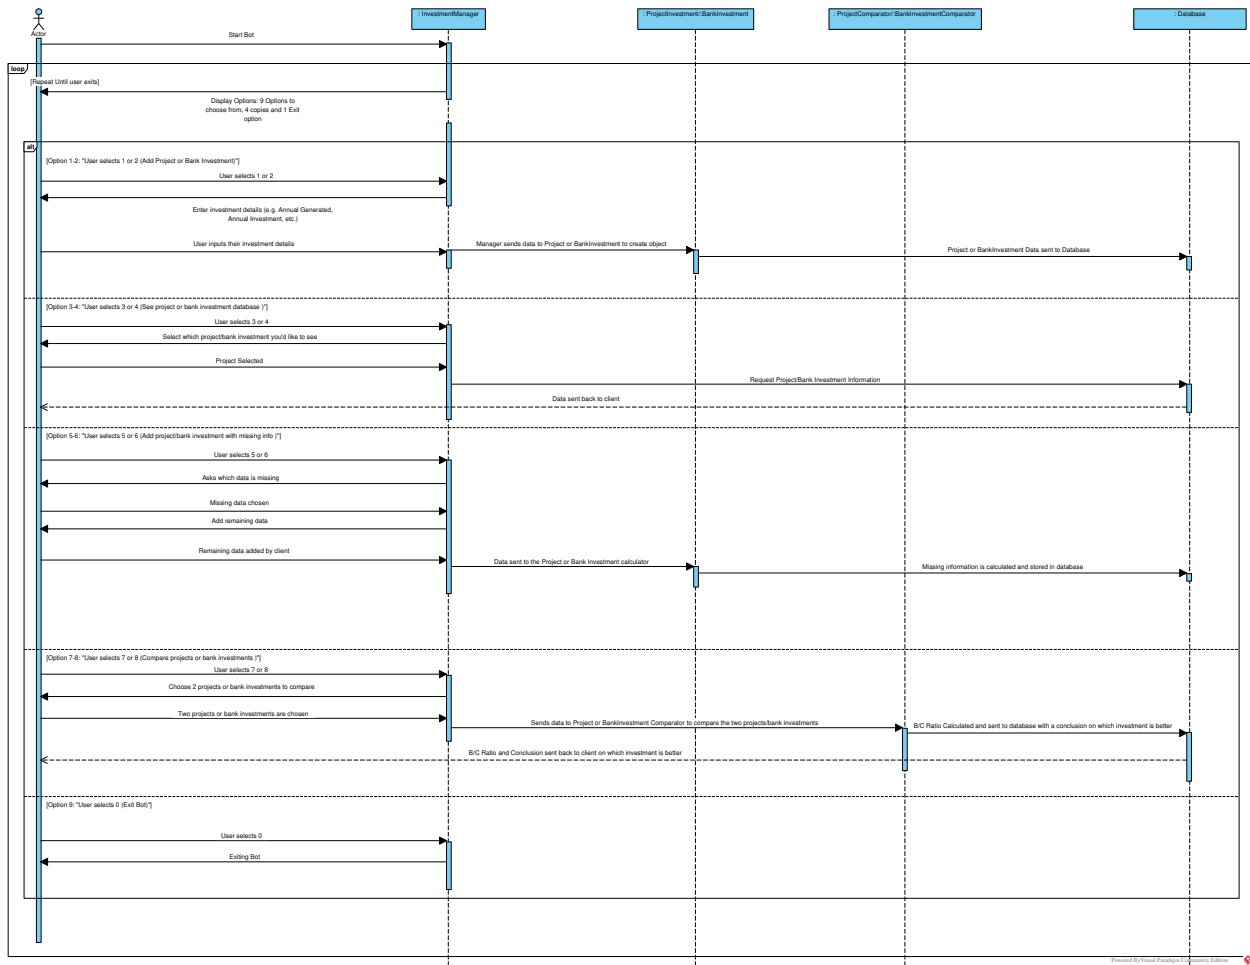 : InvestmentManager
: ProjectInvestment/:BankInvestment
: ProjectComparator/:BankInvestmentComparator
: Database
Actor
Start Bot
loop
[Repeat Until user exits]
Display Options: 9 Options to
choose from, 4 copies and 1 Exit
option
alt
[Option 1-2: "User selects 1 or 2 (Add Project or Bank Investment)"]
User selects 1 or 2
Enter investment details (e.g. Annual Generated,
Annual Investment, etc.)
User inputs their investment details
Manager sends data to Project or BankInvestment to create object
Project or BankInvestment Data sent to Database
[Option 3-4: "User selects 3 or 4 (See project or bank investment database )"]
User selects 3 or 4
Select which project/bank investment you'd like to see
Project Selected
Request Project/Bank Investment Information
Data sent back to client
[Option 5-6: "User selects 5 or 6 (Add project/bank investment with missing info )"]
User selects 5 or 6
Asks which data is missing
Missing data chosen
Add remaining data
Remaining data added by client
Data sent to the Project or Bank Investment calculator
Missing information is calculated and stored in database
[Option 7-8: "User selects 7 or 8 (Compare projects or bank investments )"]
User selects 7 or 8
Choose 2 projects or bank investments to compare
Two projects or bank investments are chosen
Sends data to Project or BankInvestment Comparator to compare the two projects/bank investments
B/C Ratio Calculated and sent to database with a conclusion on which investment is better
B/C Ratio and Conclusion sent back to client on which investment is better
[Option 9: "User selects 0 (Exit Bot)"]
User selects 0
Exiting Bot
Powered By Visual Paradigm Community Edition